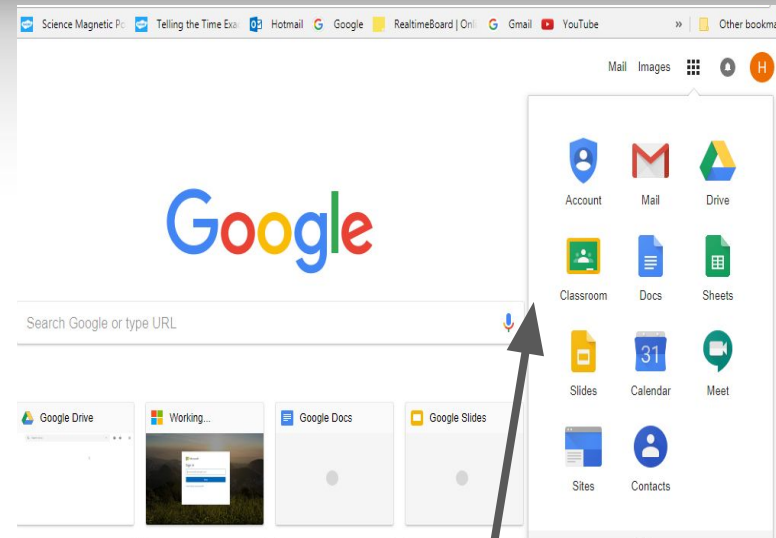 Science Magnetic Po
Telling the Time Exa
Hotmail
Google
RealtimeBoard | Onli
Gmail
YouTube
»
Other bookma
Mail Images
H
Google
Account Mail Drive
Classroom Docs Sheets
Search Google or type URL
31
Slides Calendar Meet
Google Drive
Working...
Google Docs
Google Slides
Sites Contacts